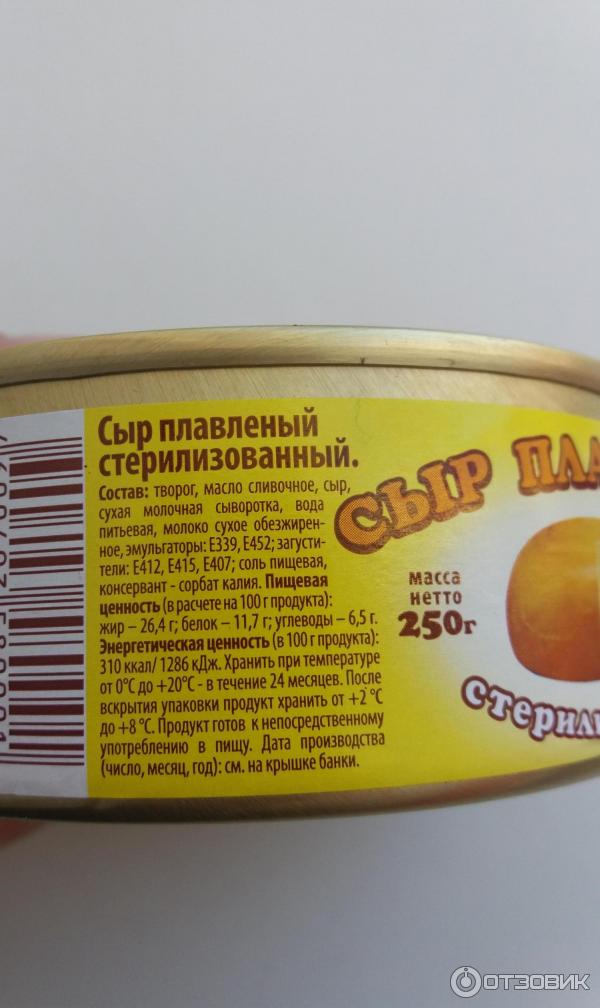 Сыр плавленый
стерилизованный.
Состав: творог, масло сливочное, сыр,
сухая молочная сыворотка, вода
питьевая, молоко сухое обезжирен-
ное, эмульгаторы: Е339, Е452; загусти-
тели: Е412, Е415, Е407; соль пищевая,
консервант - сорбат калия. Пищевая
ценность (в расчете на 100 г продукта):
жир – 26,4 г; белок – 11,7 г; углеводы – 6,5 г.
Энергетическая ценность (в 100 г продукта):
310 ккал/ 1286 кДж. Хранить при температуре
от 0°С до +20°С - в течение 24 месяцев. После
вскрытия упаковки продукт хранить от +2 °С
до +8 °С. Продукт готов к непосредственному
употреблению в пищу. Дата производства
(число, месяц, год): см. на крышке банки.
СЫР ПЛА
масса
нетто
250г
стерили
ОТЗОВИК